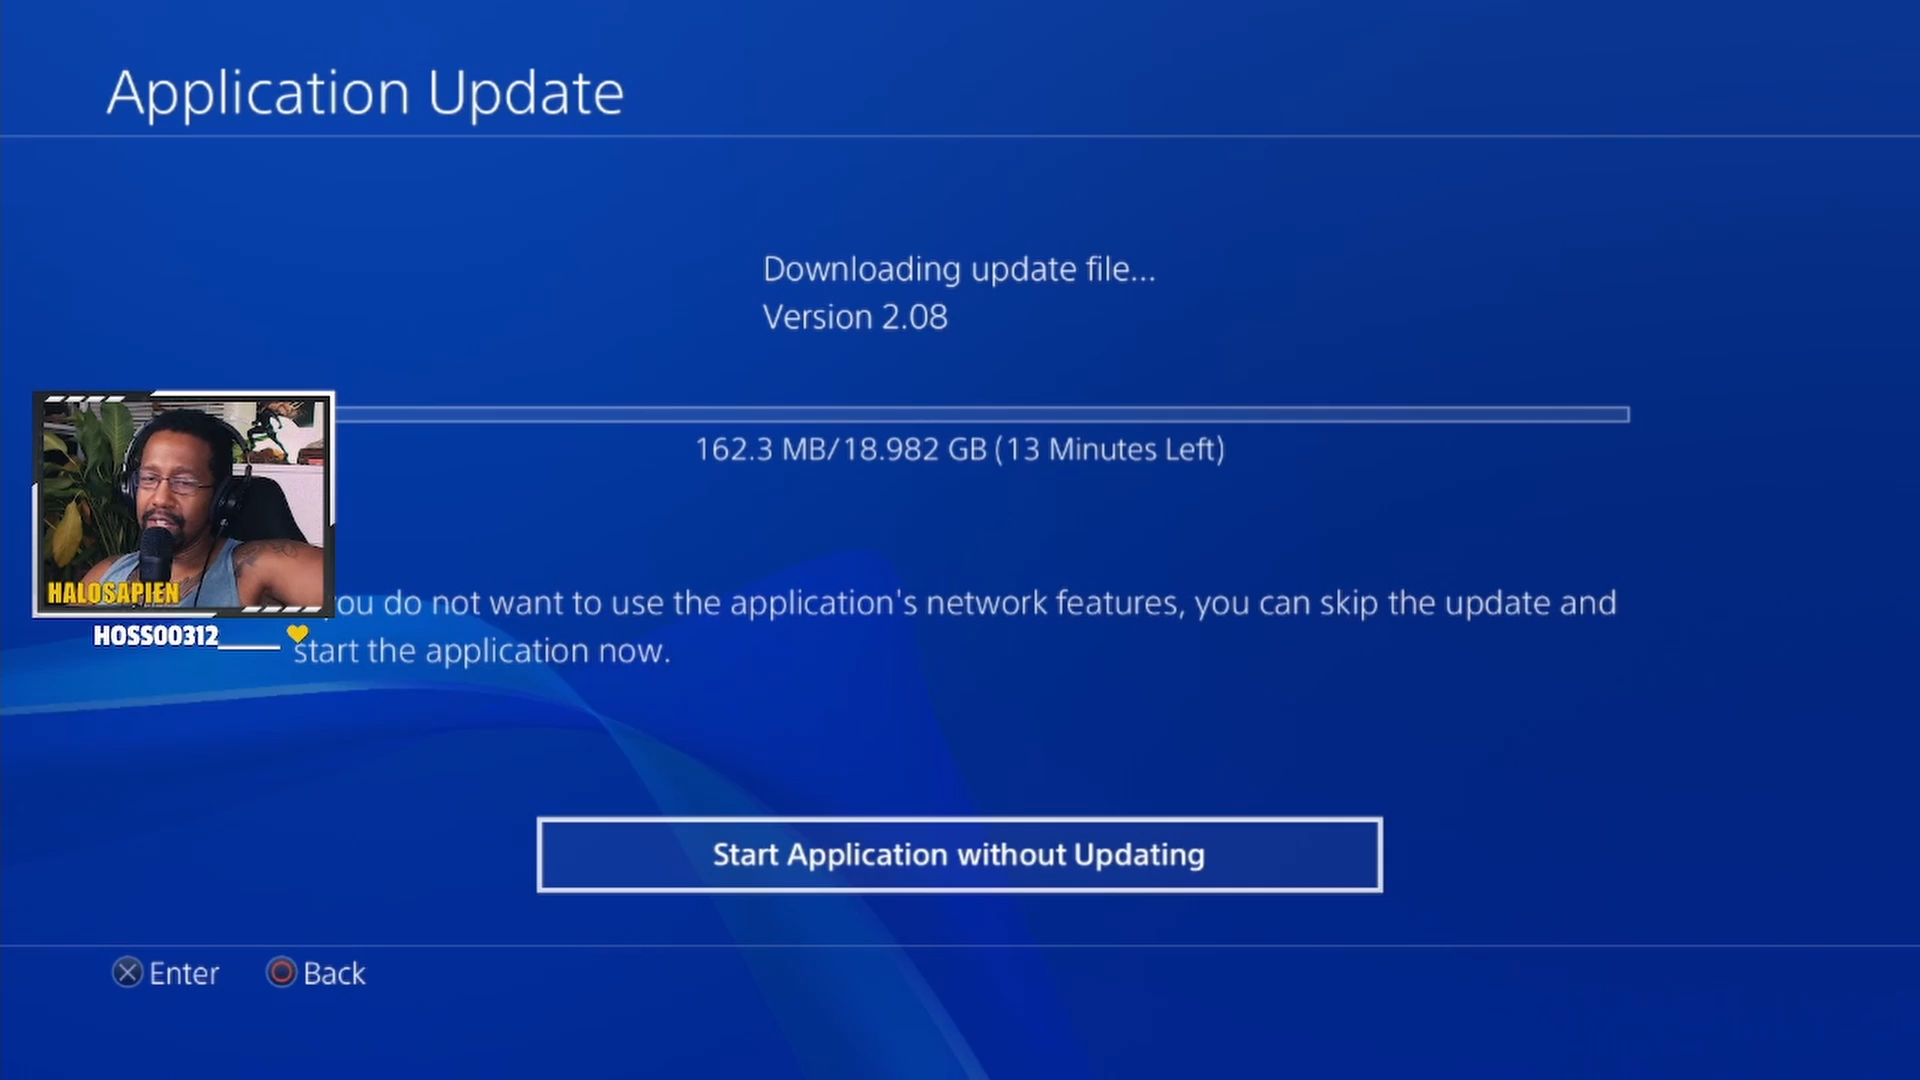 Application Update
Downloading update file...
Version 2.08
162.3 MB/18.982 GB (13 Minutes Left)
HALOSAPIEN
HOSS00312
you do not want to use the application's network features, you can skip the update and
start the application now.
Start Application without Updating
Enter Back